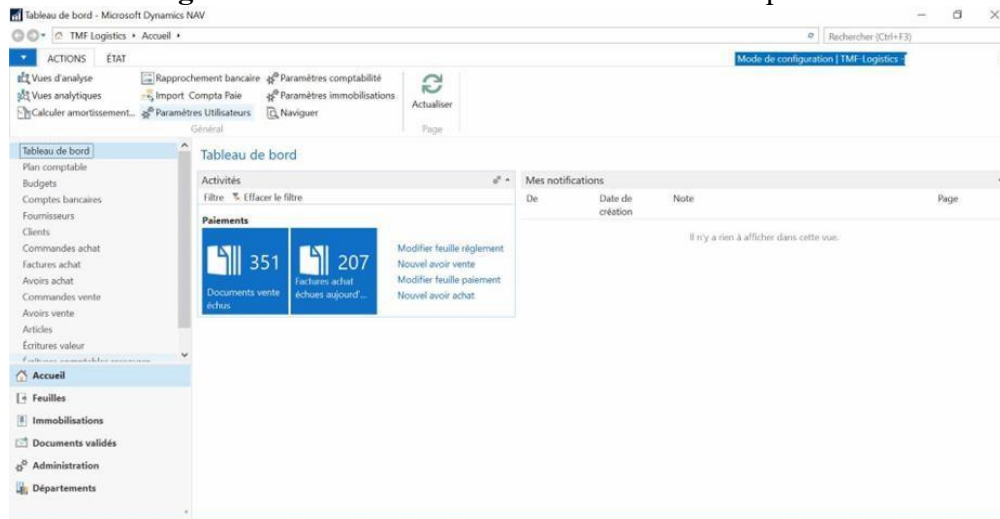 Tableau de bord - Microsoft Dynamics NAV
TMF Logistics Accueil
Rechercher (Ctrl+F3)
ACTIONS ÉTAT
Mode de configuration | TMF-Logistics -
Vues d'analyse Rapprochement bancaire Paramètres comptabilité
Vues analytiques Import Compta Paie Paramètres immobilisations
Calculer amortissement... Paramètres Utilisateurs Naviguer
Actualiser
Général Page
Tableau de bord
Plan comptable
Budgets
Comptes bancaires
Fournisseurs
Clients
Commandes achat
Factures achat
Avoirs achat
Commandes vente
Avoirs vente
Articles
Écritures valeur
Accueil
Feuilles
Immobilisations
Documents validés
Administration
Départements
Tableau de bord
Activités
Filtre Effacer le filtre
Paiements
351
Documents vente
échus
207
Factures achat
échues aujourd'...
Modifier feuille règlement
Nouvel avoir vente
Modifier feuille paiement
Nouvel avoir achat
Mes notifications
De Date de création Note Page
Il n'y a rien à afficher dans cette vue.